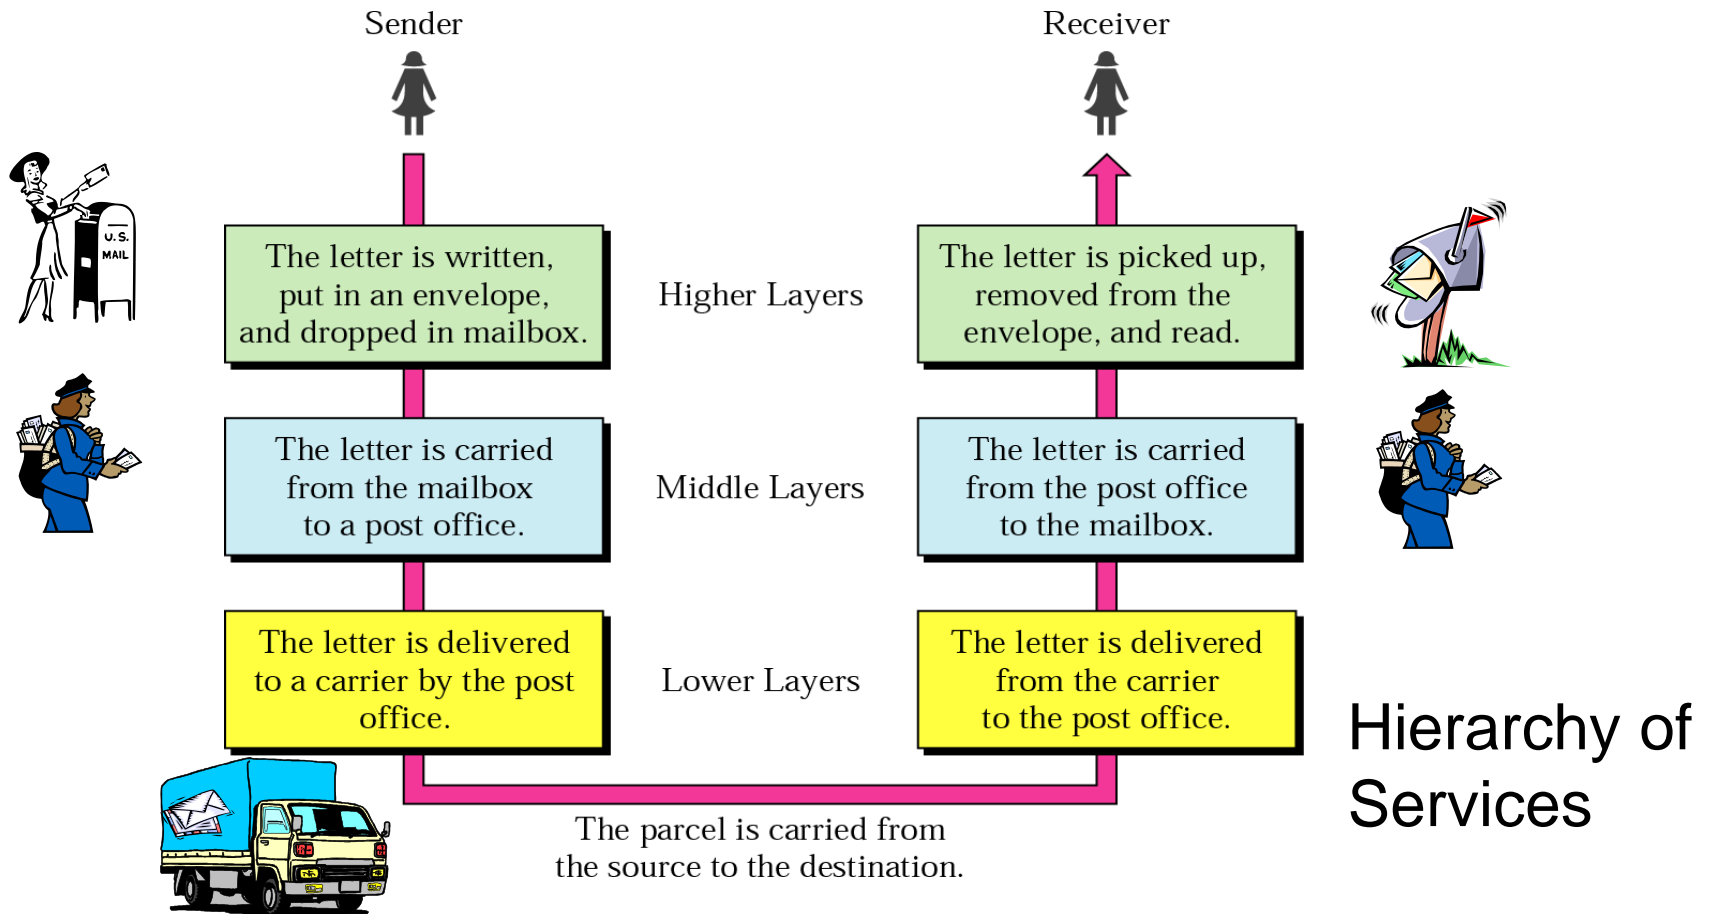 Sender
Receiver
U.S.
MAIL
The letter is written,
put in an envelope,
and dropped in mailbox.
Higher Layers
The letter is picked up,
removed from the
envelope, and read.
The letter is carried
from the mailbox
to a post office.
Middle Layers
The letter is carried
from the post office
to the mailbox.
The letter is delivered
to a carrier by the post
office.
Lower Layers
The letter is delivered
from the carrier
to the post office.
Hierarchy of
Services
The parcel is carried from
the source to the destination.